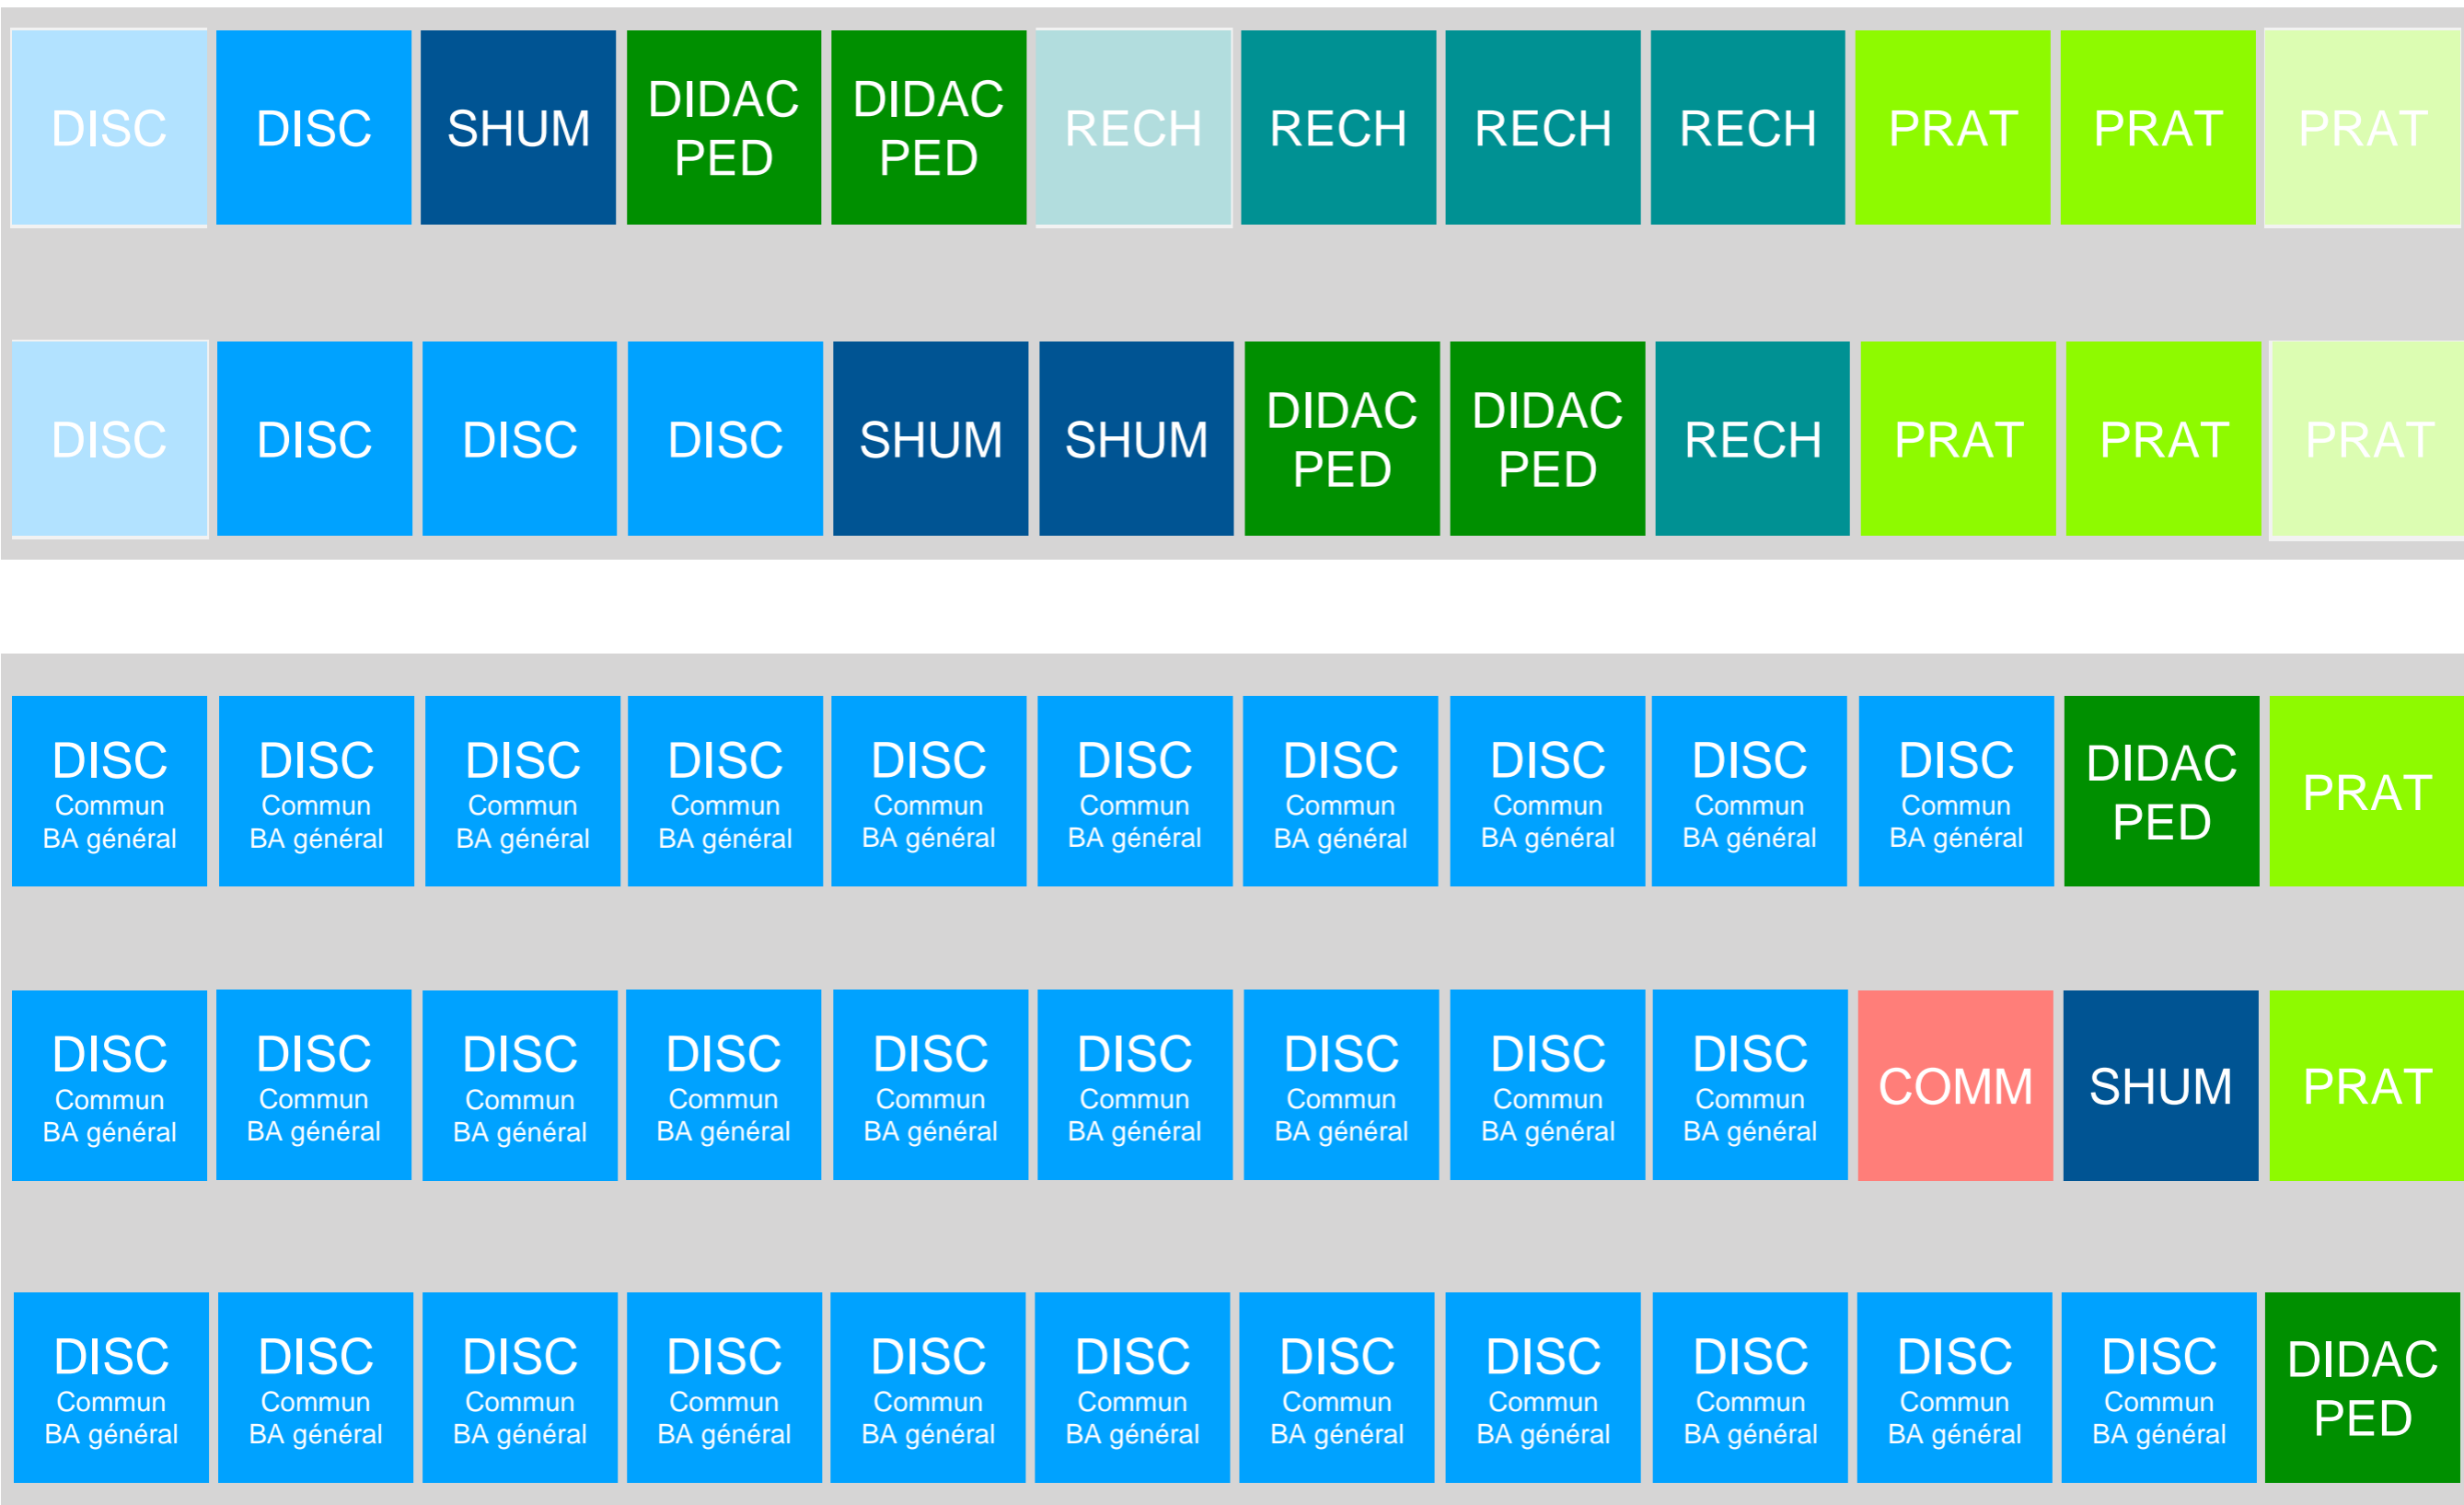 DISC DISC SHUM DIDAC DIDAC RECH RECH RECH RECH PRAT PRAT PRAT
PED PED
DISC DISC DISC DISC SHUM SHUM DIDAC DIDAC RECH PRAT PRAT PRAT
PED PED
DISC DISC DISC DISC DISC DISC DISC DISC DISC DISC DIDAC PRAT
Commun Commun Commun Commun Commun Commun Commun Commun Commun Commun PED
BA général BA général BA général BA général BA général BA général BA général BA général BA général BA général
DISC DISC DISC DISC DISC DISC DISC DISC DISC COMM SHUM PRAT
Commun Commun Commun Commun Commun Commun Commun Commun Commun
BA général BA général BA général BA général BA général BA général BA général BA général BA général
DISC DISC DISC DISC DISC DISC DISC DISC DISC DISC DISC DIDAC
Commun Commun Commun Commun Commun Commun Commun Commun Commun Commun Commun PED
BA général BA général BA général BA général BA général BA général BA général BA général BA général BA général BA général